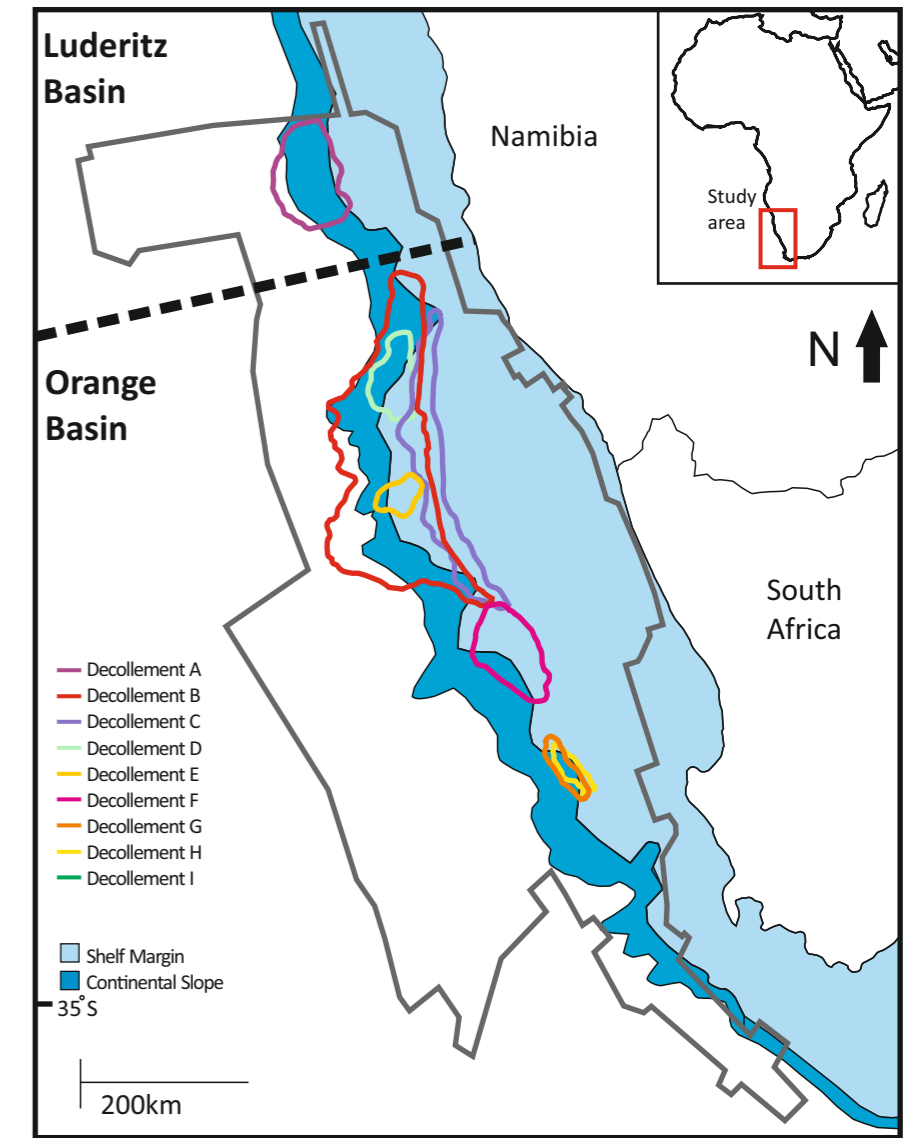 Luderitz
Basin
Namibia
Study
area
N
Orange
Basin
South
Africa
Decollement A
Decollement B
Decollement C
Decollement D
Decollement E
Decollement F
Decollement G
Decollement H
Decollement I
Shelf Margin
Continental Slope
35°S
200km